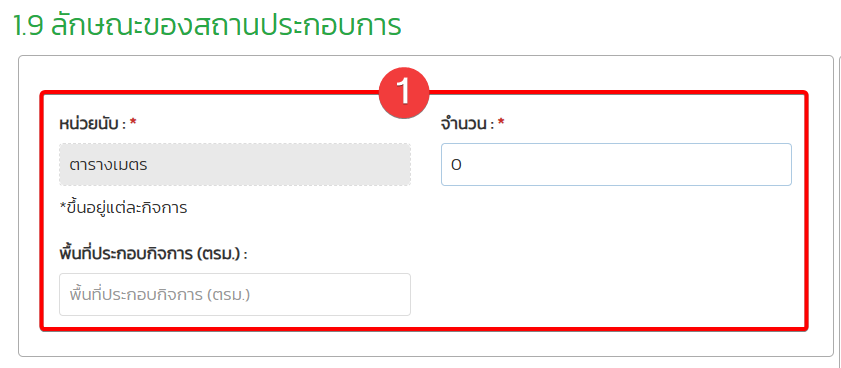 1.9 ลักษณะของสถานประกอบการ
1
หน่วยนับ : *
จำนวน : *
ตารางเมตร
0
*ขึ้นอยู่แต่ละกิจการ
พื้นที่ประกอบกิจการ (ตรม.) :
พื้นที่ประกอบกิจการ (ตรม.)